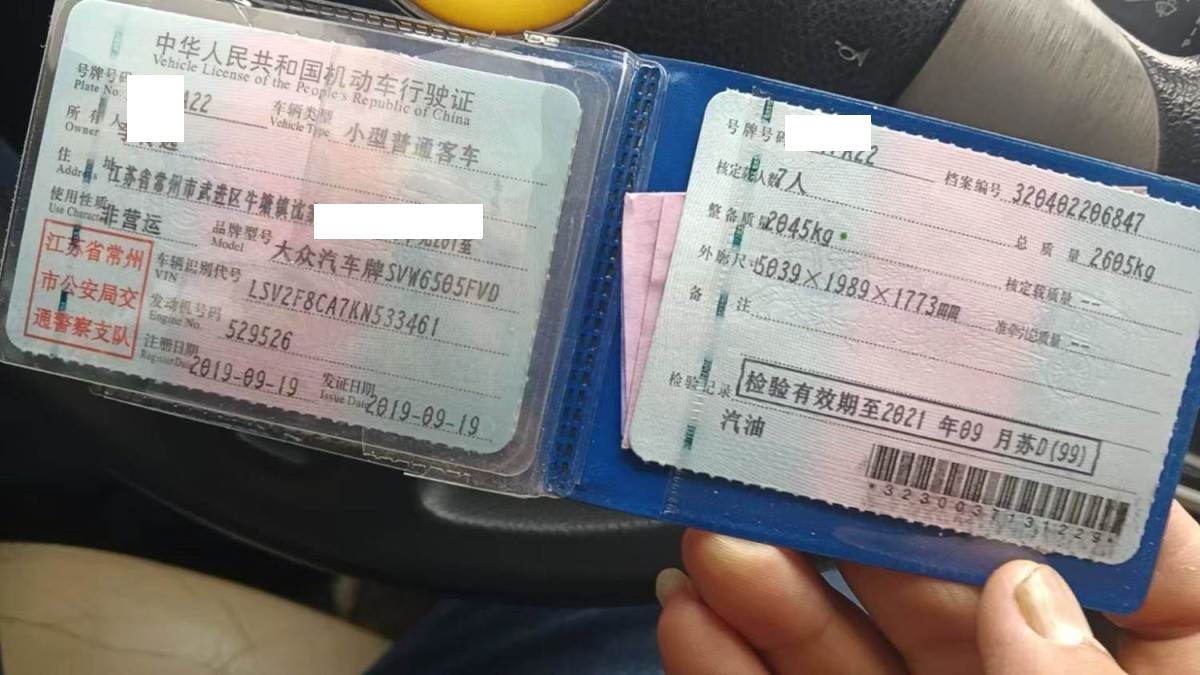 中华人民共和国机动车行驶证
Vehicle License of the People's Republic of China
号牌号码
Plate No.
A22
车辆类型
Vehicle Type
小型普通客车
所有人
Owner
住址
Address
江苏省常州市武进区牛塘镇
使用性质
Use Character
非营运
品牌型号
Model
大众汽车牌SVW6505FVD
江苏省常州
市公安局交
通警察支队
车辆识别代号
VIN
LSV2F8CA7KN533461
发动机号码
Engine No.
529526
注册日期
Register Date
2019-09-19
发证日期
Issue Date
2019-09-19
号牌号码
A22
档案编号
320402206847
核定载人数
7人
总质量
2605kg
整备质量
2045kg
核定载质量
--
外廓尺寸
5039×1989×1773mm
准牵引总质量
--
备注
检验记录
检验有效期至2021年09月苏D(99)
汽油
*3230037131229*